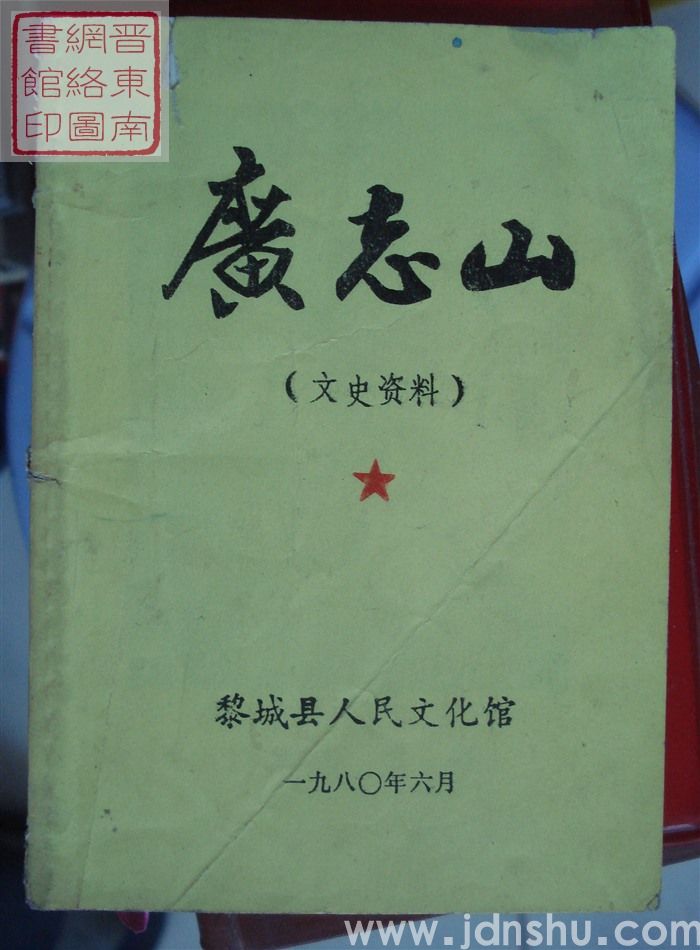 晋東南
網絡圖
書館印
廣志山
（文史资料）
黎城县人民文化馆
一九八〇年六月
www.jdnshu.com